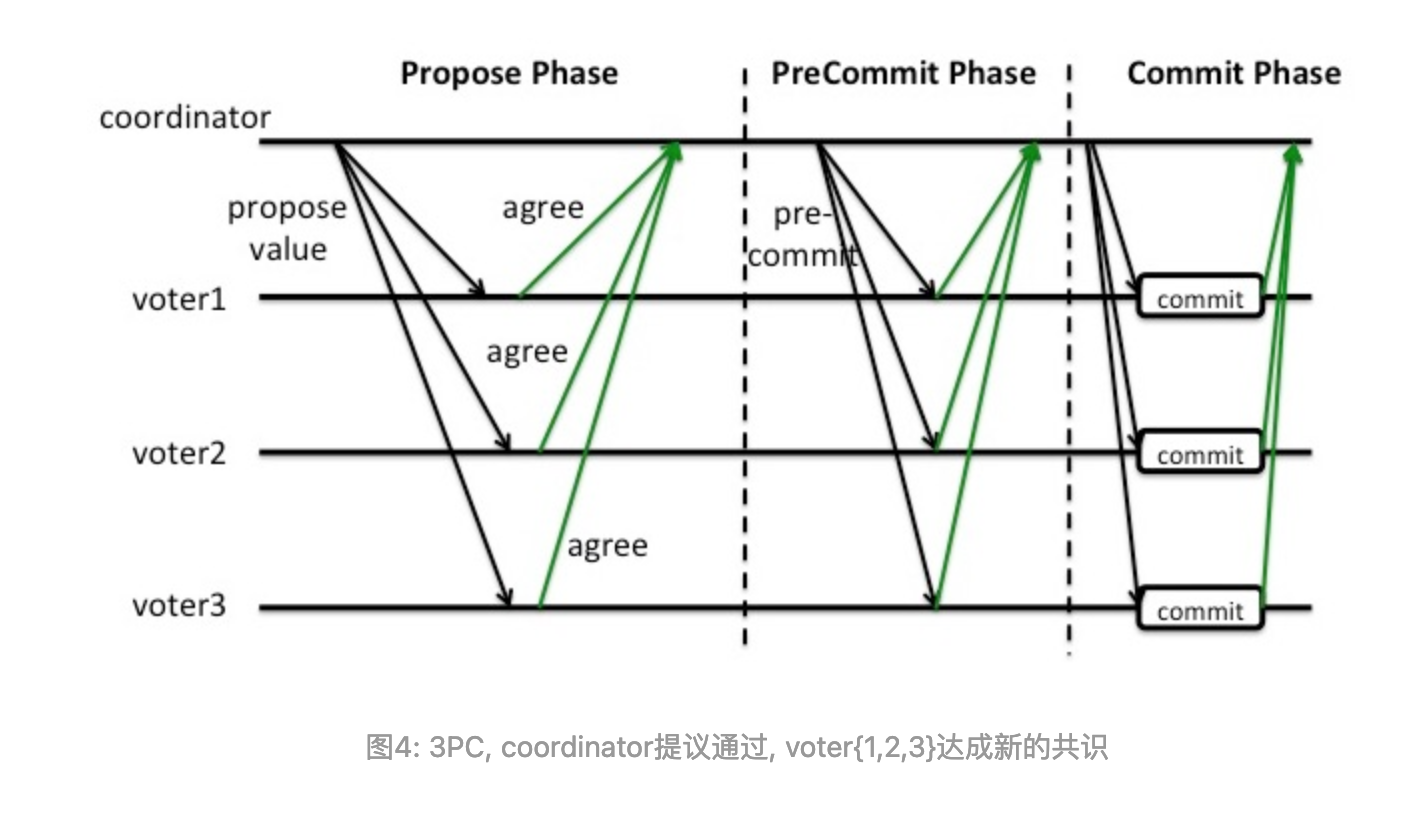 Propose Phase
PreCommit Phase
Commit Phase
coordinator
propose
value
agree
pre-
commit
voter1
commit
agree
voter2
commit
agree
voter3
commit
图4: 3PC, coordinator提议通过, voter{1,2,3}达成新的共识